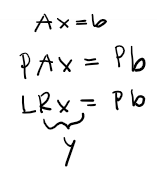 Ax=b
PAx = Pb
LRx = Pb
y